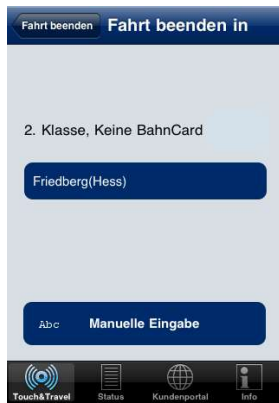 Fahrt beenden Fahrt beenden in
2. Klasse, Keine BahnCard
Friedberg(Hess)
Abc Manuelle Eingabe
Touch&Travel Status Kundenportal Info